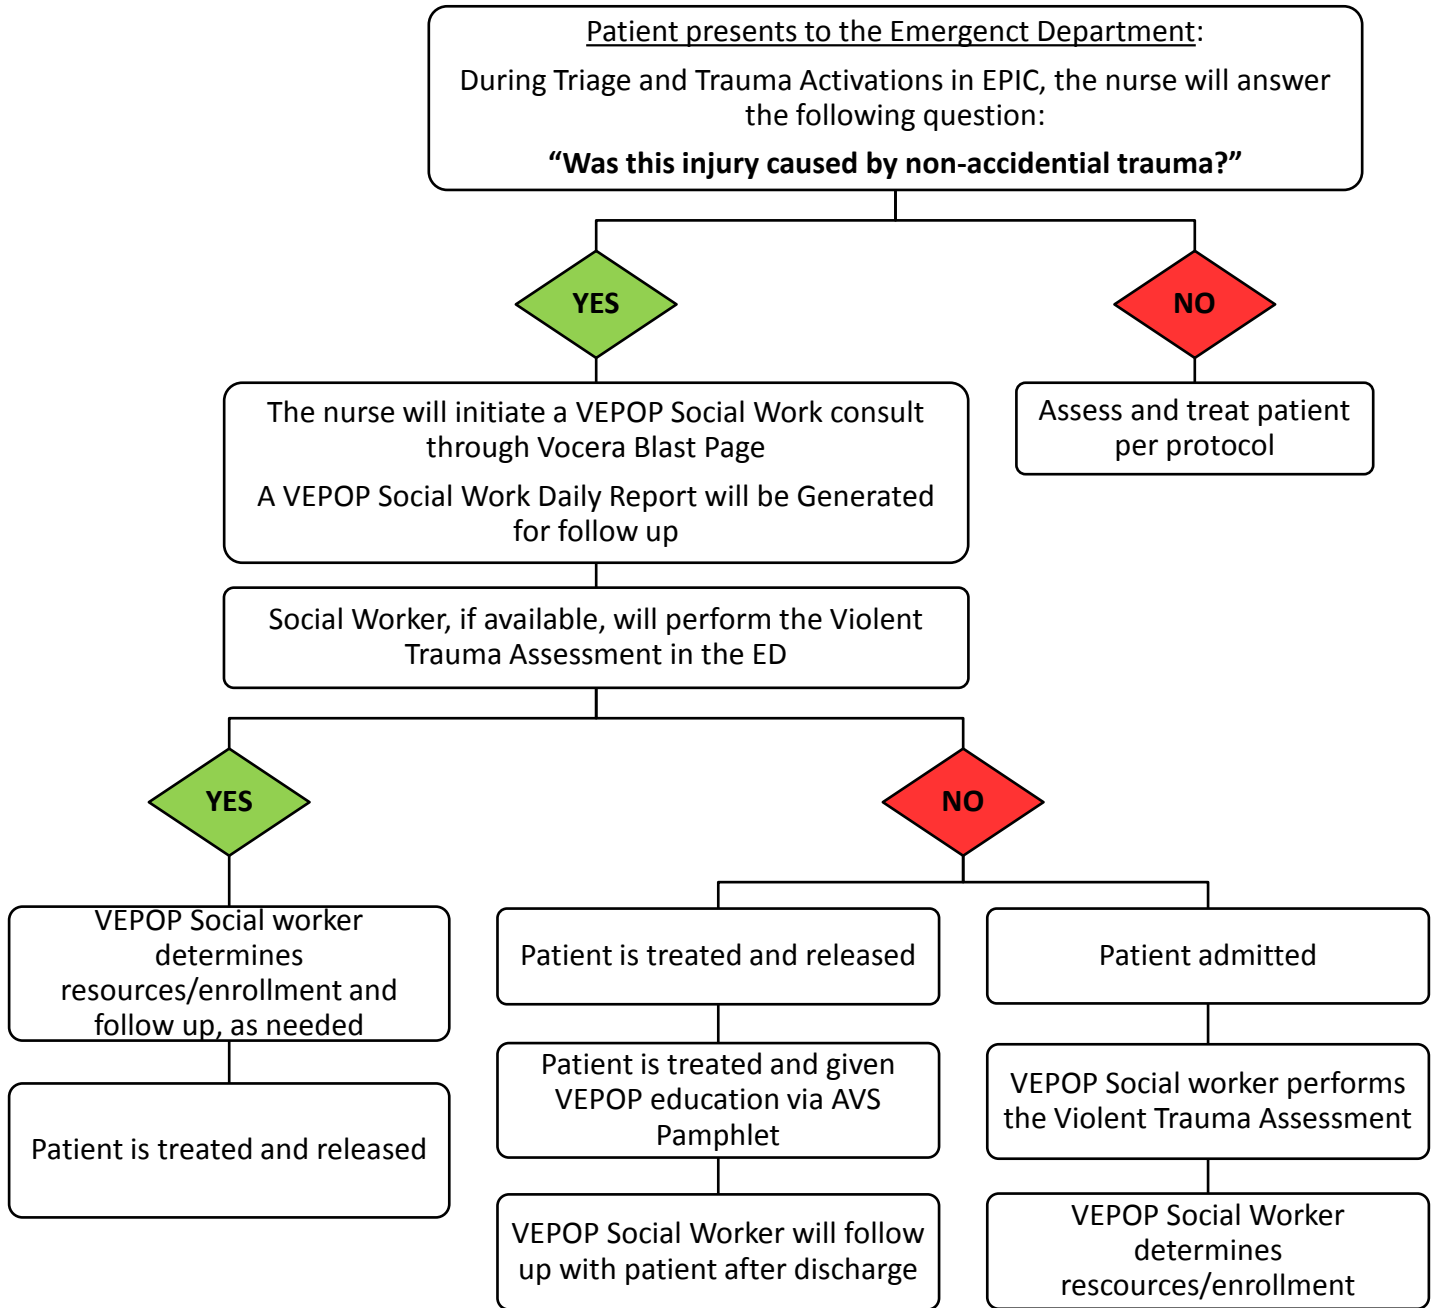 Patient presents to the Emergenct Department:
During Triage and Trauma Activations in EPIC, the nurse will answer
the following question:
“Was this injury caused by non-accidential trauma?”
YES
NO
The nurse will initiate a VEPOP Social Work consult
through Vocera Blast Page
A VEPOP Social Work Daily Report will be Generated
for follow up
Assess and treat patient
per protocol
Social Worker, if available, will perform the Violent
Trauma Assessment in the ED
YES
NO
VEPOP Social worker
determines
resources/enrollment and
follow up, as needed
Patient is treated and released
Patient is treated and released
Patient is treated and given
VEPOP education via AVS
Pamphlet
VEPOP Social Worker will follow
up with patient after discharge
Patient admitted
VEPOP Social worker performs
the Violent Trauma Assessment
VEPOP Social Worker
determines
rescources/enrollment